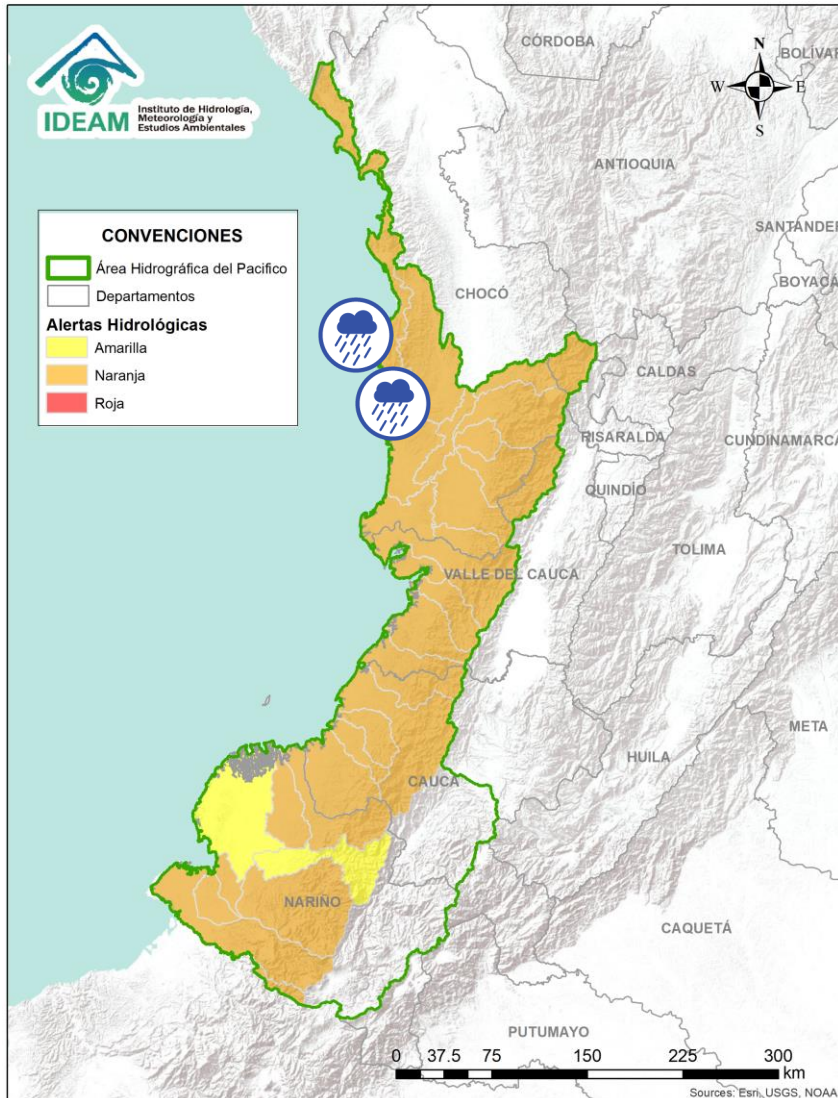 IDEAM
Instituto de Hidrología,
Meteorología y
Estudios Ambientales
CÓRDOBA
BOLÍVAR
N
W
E
S
ANTIOQUIA
CONVENCIONES
Área Hidrográfica del Pacifico
Departamentos
Alertas Hidrológicas
Amarilla
Naranja
Roja
SANTANDER
BOYACÁ
CHOCÓ
CALDAS
RISARALDA
CUNDINAMARCA
QUINDÍO
TOLIMA
VALLE DEL CAUCA
META
HUILA
CAUCA
NARIÑO
CAQUETÁ
PUTUMAYO
0 37.5 75 150 225 300
km
Sources: Esri, USGS, NOAA